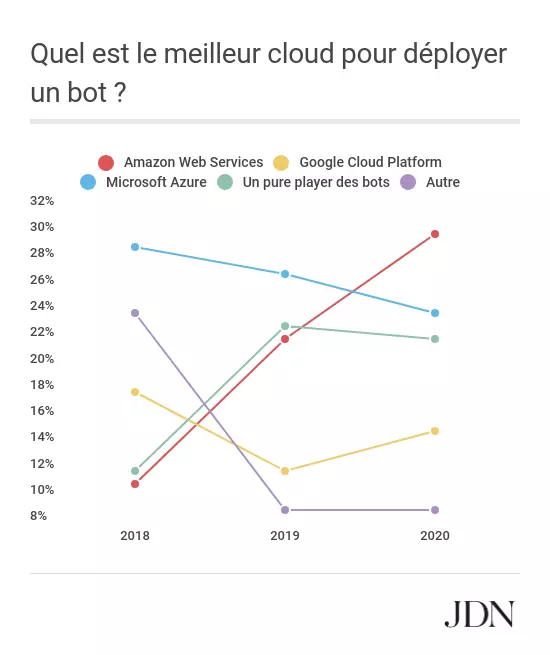 Quel est le meilleur cloud pour déployer
un bot ?
Amazon Web Services Google Cloud Platform
Microsoft Azure Un pure player des bots Autre
32%
30%
28%
26%
24%
22%
20%
18%
16%
14%
12%
10%
8%
2018 2019 2020
JDN